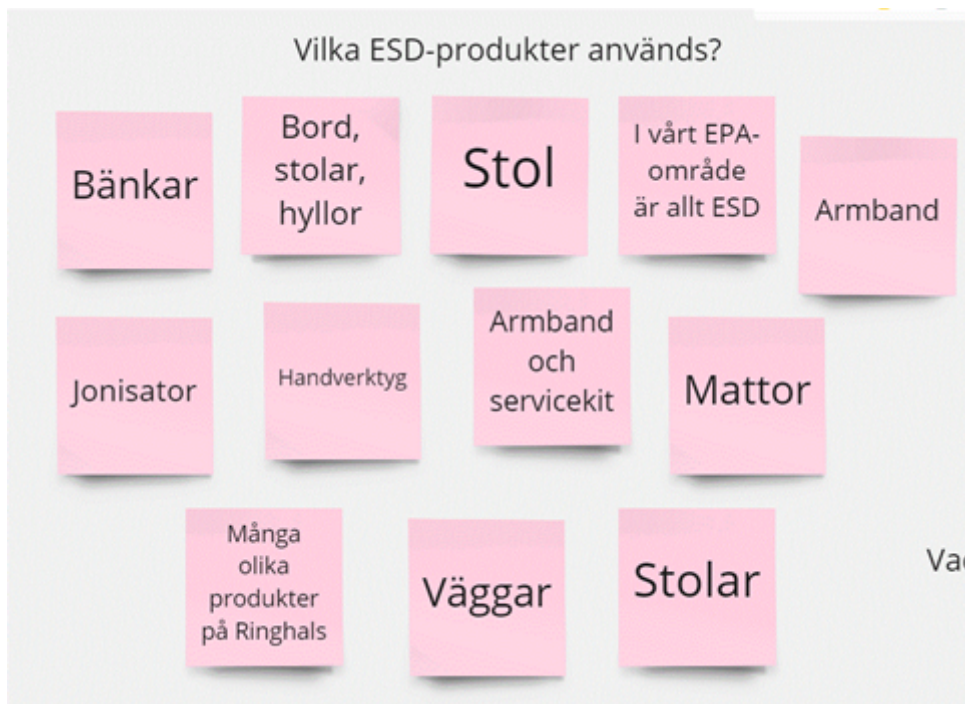 Vilka ESD-produkter används?
Bänkar
Bord,
stolar,
hyllor
Stol
I vårt EPA-
område
är allt ESD
Armband
Jonisator
Handverktyg
Armband
och
servicekit
Mattor
Många
olika
produkter
på Ringhals
Väggar
Stolar